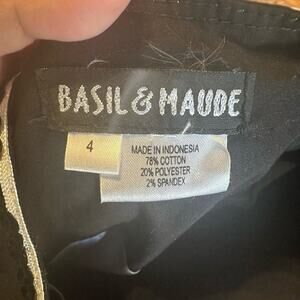 BASIL & MAUDE
4
MADE IN INDONESIA
78% COTTON
20% POLYESTER
2% SPANDEX